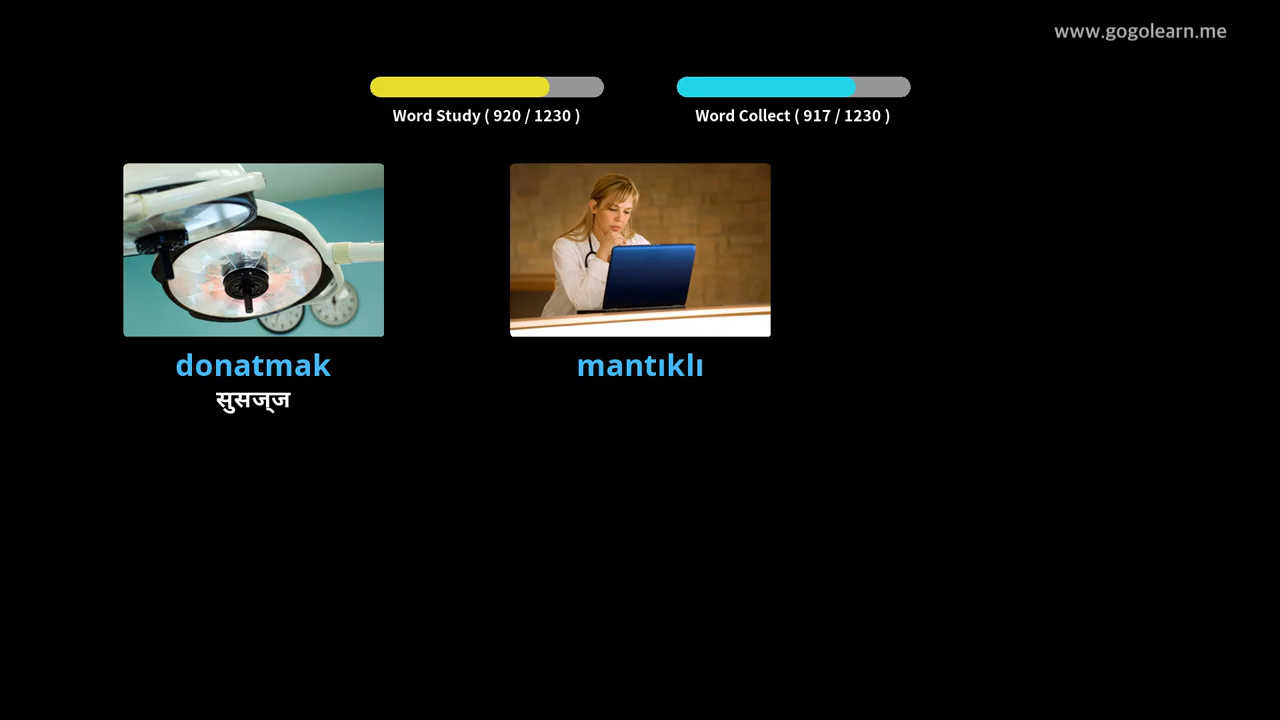 www.gogolearn.me
Word Study ( 920 / 1230 )
Word Collect ( 917 / 1230 )
donatmak
mantıklı
सुसज्ज